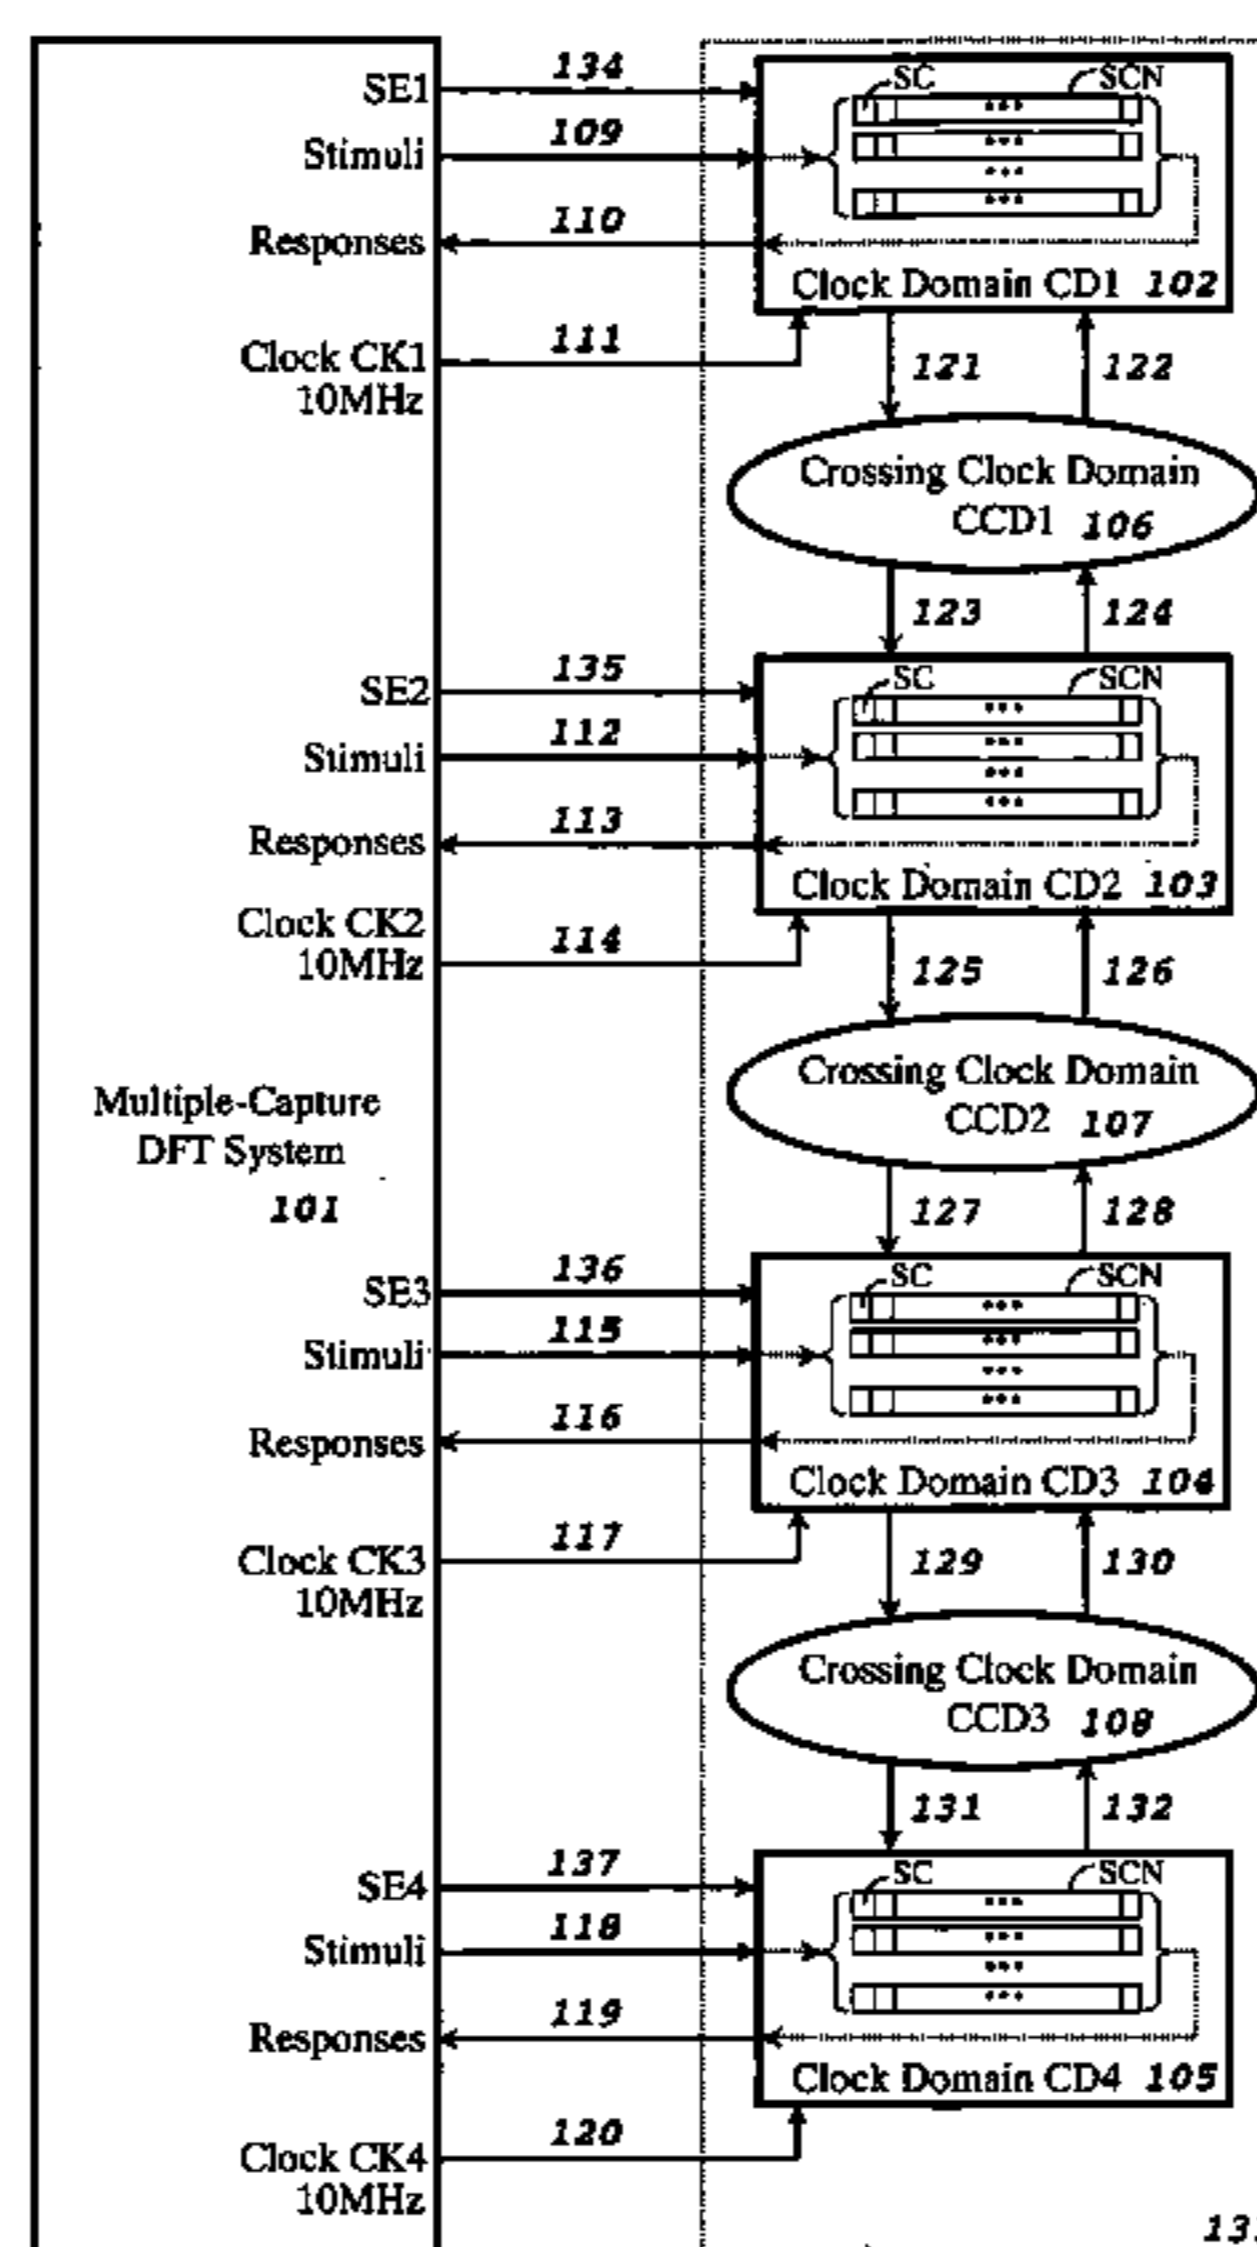 SE1 134 SC SCN
Stimuli 109
Responses 110
Clock Domain CD1 102
Clock CK1 111
10MHz
121 122
Crossing Clock Domain
CCD1 106
123 124
SE2 135 SC SCN
Stimuli 112
Responses 113
Clock Domain CD2 103
Clock CK2
10MHz 114
125 126
Crossing Clock Domain
CCD2 107
Multiple-Capture
DFT System
101
127 128
SE3 136 SC SCN
Stimuli 115
Responses 116
Clock Domain CD3 104
Clock CK3 117
10MHz
129 130
Crossing Clock Domain
CCD3 108
131 132
SE4 137 SC SCN
Stimuli 118
Responses 119
Clock Domain CD4 105
Clock CK4 120
10MHz